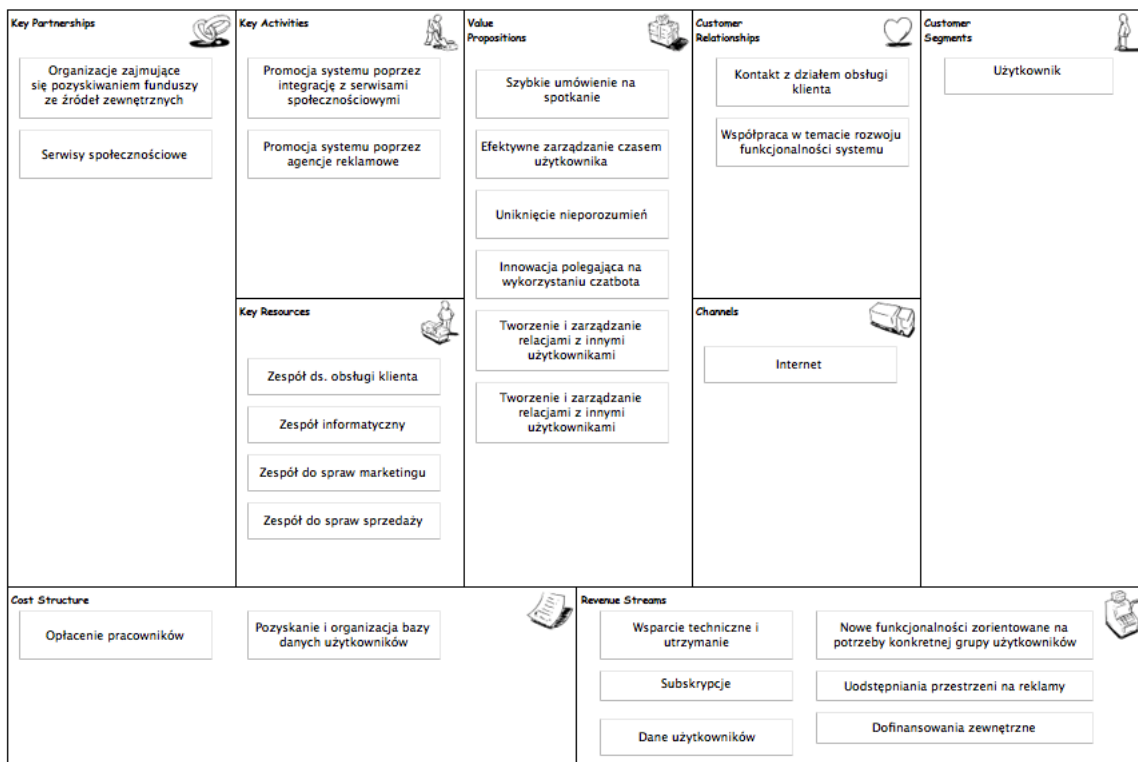 Key Partnerships
Organizacje zajmujące
się pozyskiwaniem funduszy
ze źródeł zewnętrznych
Serwisy społecznościowe
Key Activities
Promocja systemu poprzez
integrację z serwisami
społecznościowymi
Promocja systemu poprzez
agencje reklamowe
Key Resources
Zespół ds. obsługi klienta
Zespół informatyczny
Zespół do spraw marketingu
Zespół do spraw sprzedaży
Value
Propositions
Szybkie umówienie na
spotkanie
Efektywne zarządzanie czasem
użytkownika
Uniknięcie nieporozumień
Innowacja polegająca na
wykorzystaniu czatbota
Tworzenie i zarządzanie
relacjami z innymi
użytkownikami
Tworzenie i zarządzanie
relacjami z innymi
użytkownikami
Customer
Relationships
Kontakt z działem obsługi
klienta
Współpraca w temacie rozwoju
funkcjonalności systemu
Channels
Internet
Customer
Segments
Użytkownik
Cost Structure
Opłacenie pracowników
Pozyskanie i organizacja bazy
danych użytkowników
Revenue Streams
Wsparcie techniczne i
utrzymanie
Subskrypcje
Dane użytkowników
Nowe funkcjonalności zorientowane na
potrzeby konkretnej grupy użytkowników
Uodstępniania przestrzeni na reklamy
Dofinansowania zewnętrzne